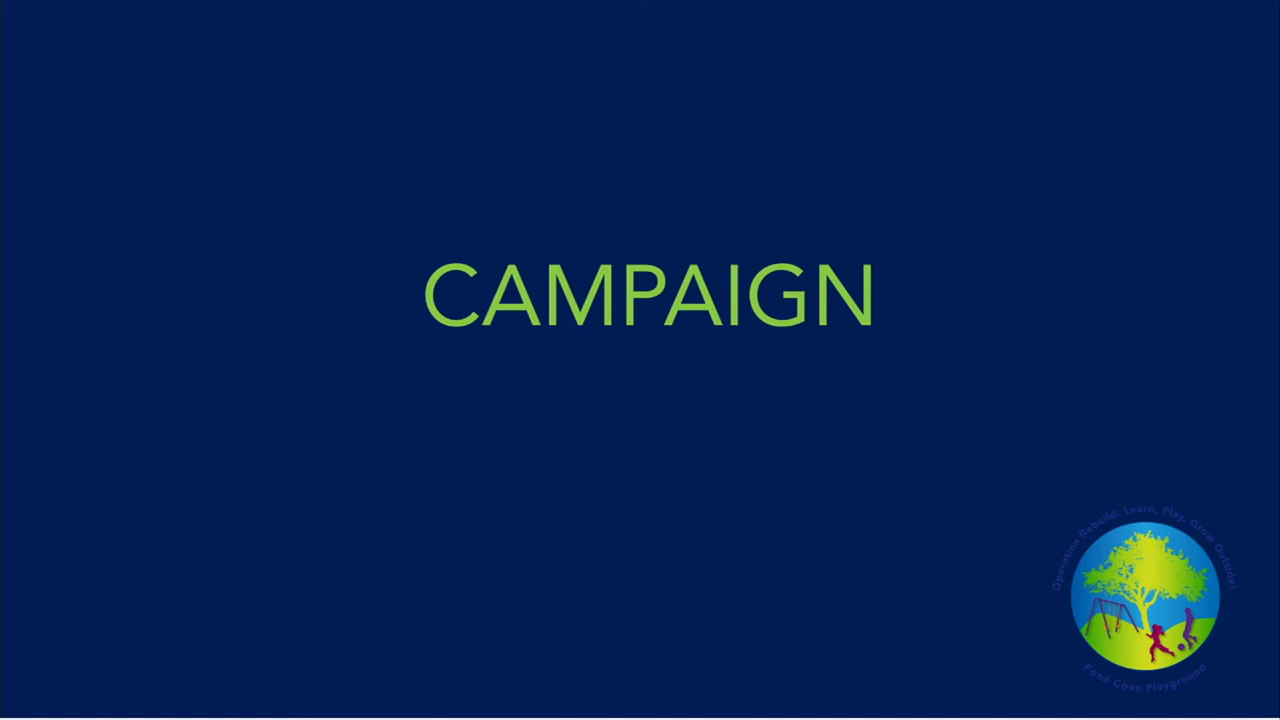 CAMPAIGN
Operation Rebuild: Learn, Play, Grow Outside!
Pond Cove Playground